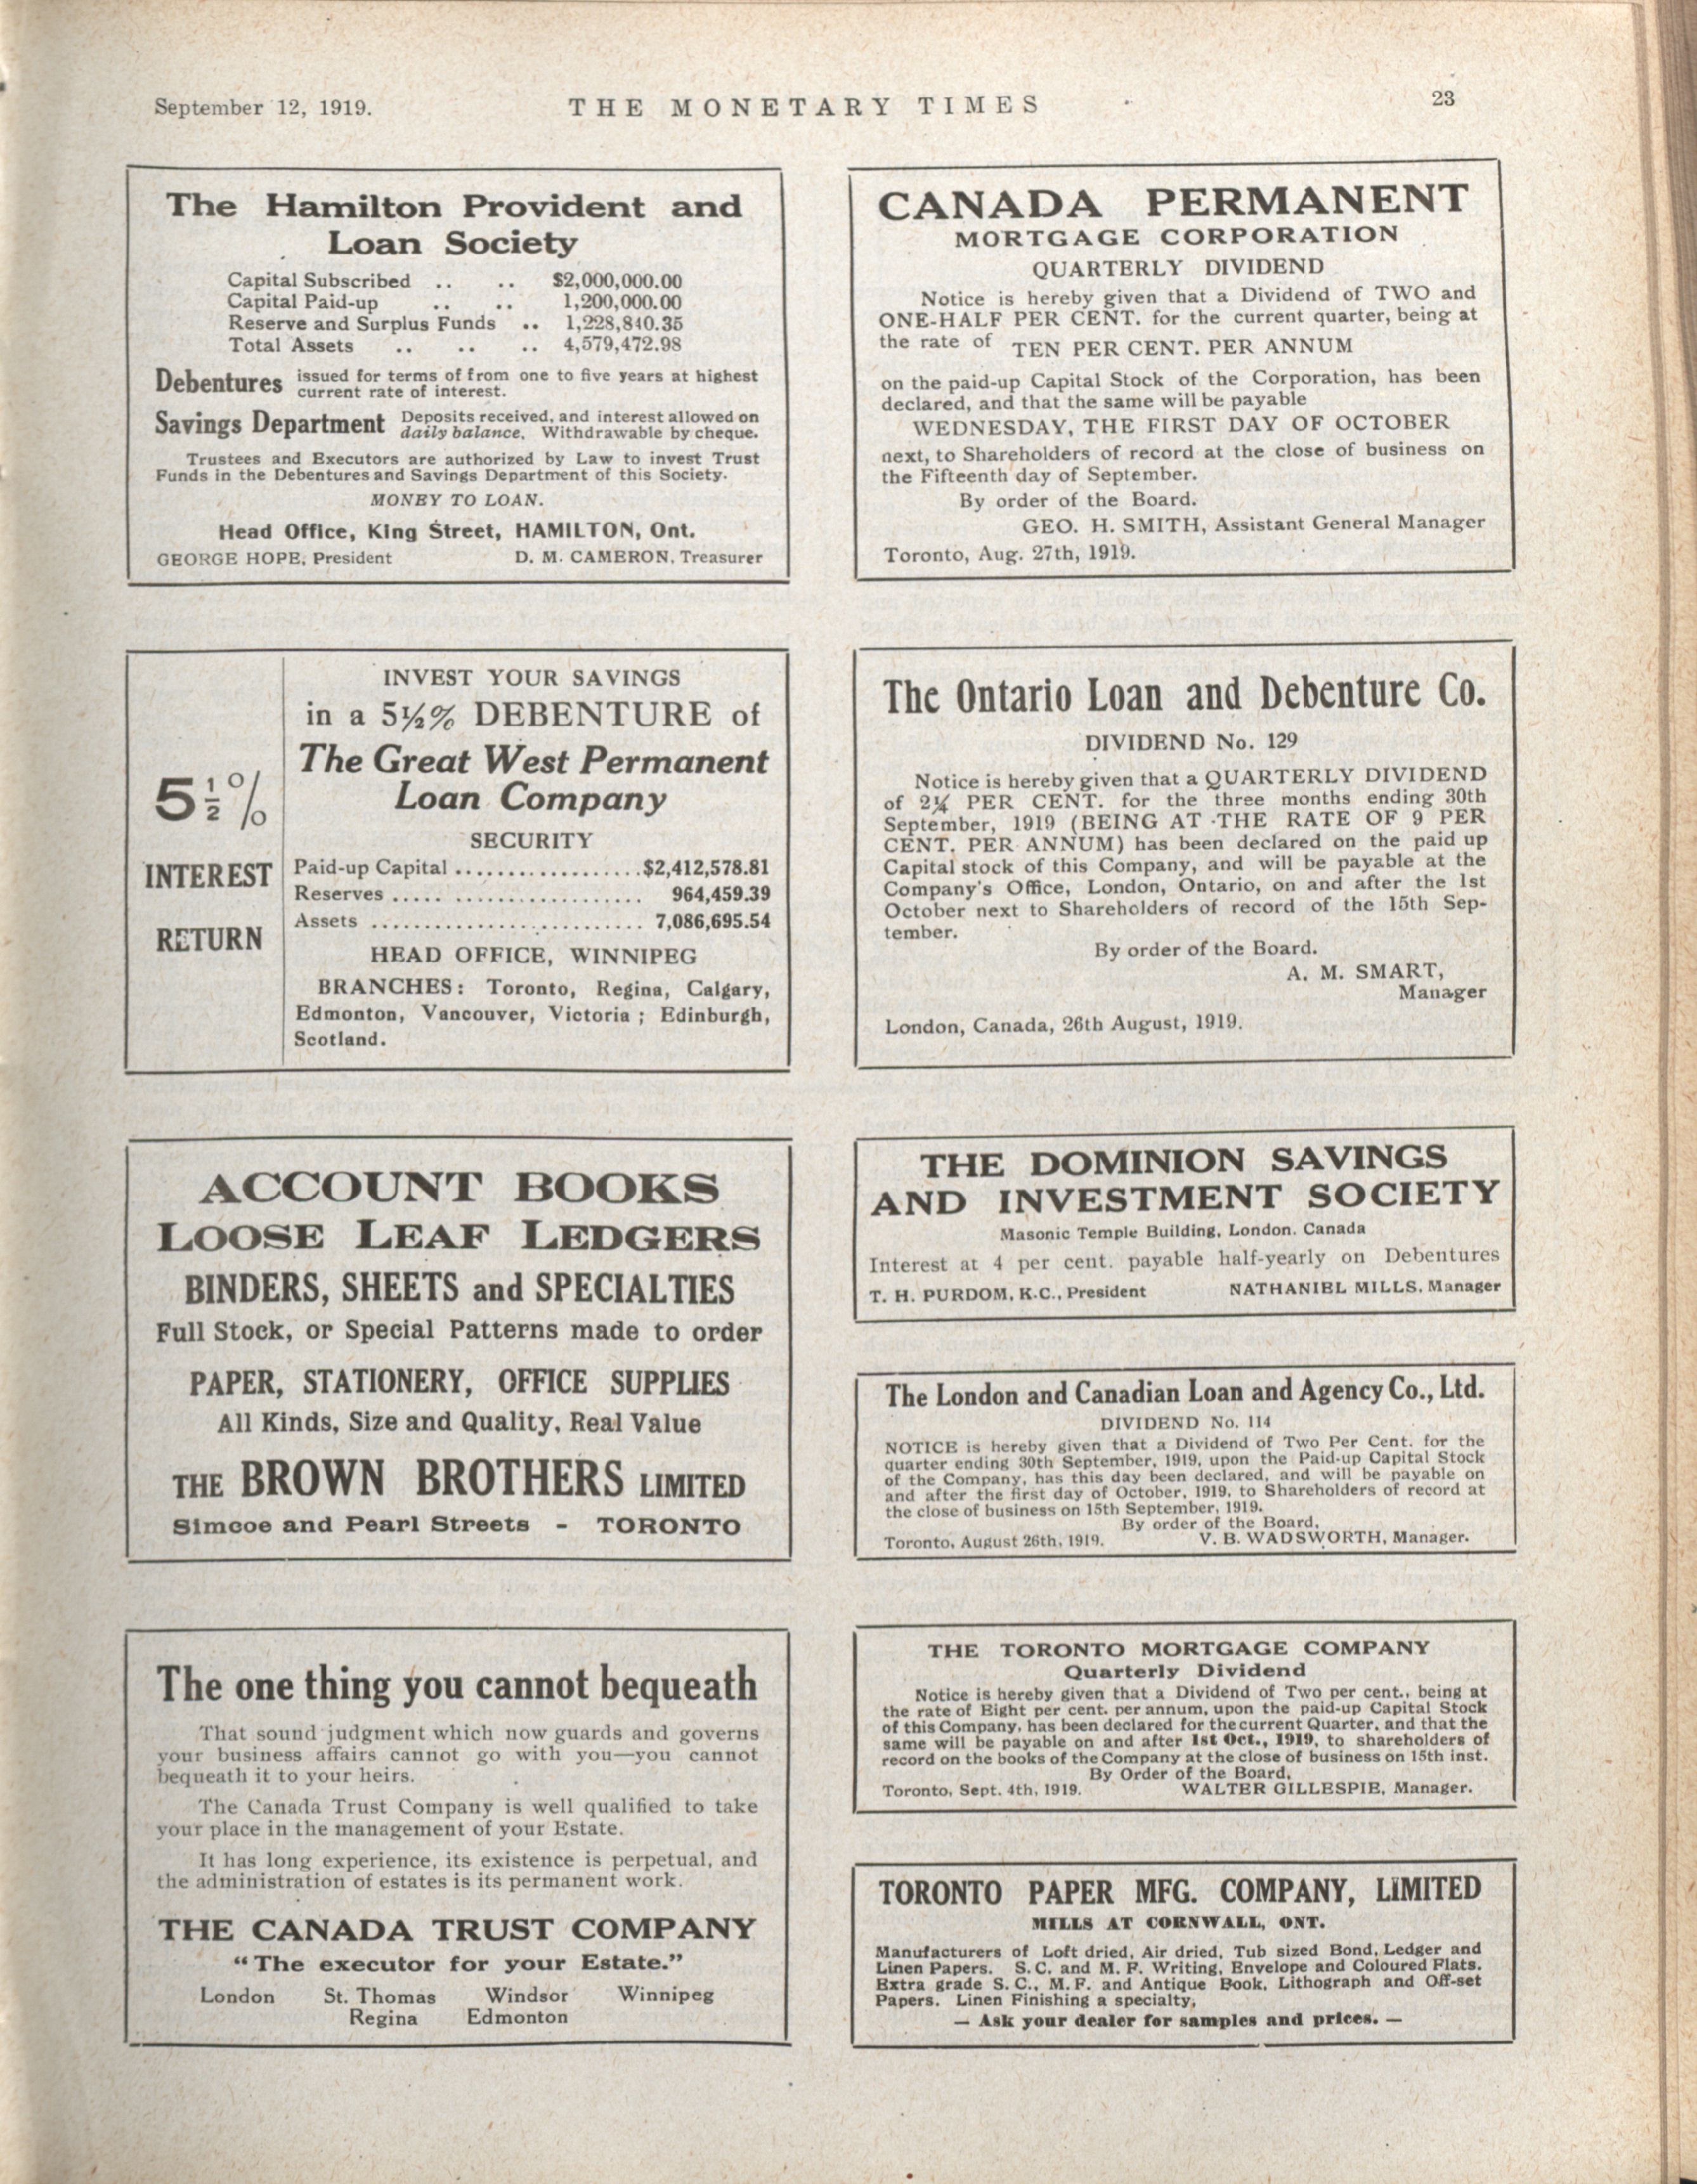 September 12, 1919.
THE MONETARY TIMES
23
The Hamilton Provident and
Loan Society
Capital Subscribed .. .. $2,000,000.00
Capital Paid-up .. .. 1,200,000.00
Reserve and Surplus Funds .. 1,228,840.35
Total Assets .. .. .. 4,579,472.98
Debentures issued for terms of from one to five years at highest
current rate of interest.
Savings Department Deposits received, and interest allowed on
daily balance. Withdrawable by cheque.
Trustees and Executors are authorized by Law to invest Trust
Funds in the Debentures and Savings Department of this Society.
MONEY TO LOAN.
Head Office, King Street, HAMILTON, Ont.
GEORGE HOPE, President D. M. CAMERON, Treasurer
5½%
INTEREST
RETURN
INVEST YOUR SAVINGS
in a 5½% DEBENTURE of
The Great West Permanent
Loan Company
SECURITY
Paid-up Capital ..................$2,412,578.81
Reserves ..... .................. 964,459.39
Assets .......................... 7,086,695.54
HEAD OFFICE, WINNIPEG
BRANCHES: Toronto, Regina, Calgary,
Edmonton, Vancouver, Victoria ; Edinburgh,
Scotland.
ACCOUNT BOOKS
LOOSE LEAF LEDGERS
BINDERS, SHEETS and SPECIALTIES
Full Stock, or Special Patterns made to order
PAPER, STATIONERY, OFFICE SUPPLIES
All Kinds, Size and Quality, Real Value
THE BROWN BROTHERS LIMITED
Simcoe and Pearl Streets - TORONTO
The one thing you cannot bequeath
That sound judgment which now guards and governs
your business affairs cannot go with you—you cannot
bequeath it to your heirs.
The Canada Trust Company is well qualified to take
your place in the management of your Estate.
It has long experience, its existence is perpetual, and
the administration of estates is its permanent work.
THE CANADA TRUST COMPANY
“The executor for your Estate.”
London St. Thomas Windsor Winnipeg
Regina Edmonton
CANADA PERMANENT
MORTGAGE CORPORATION
QUARTERLY DIVIDEND
Notice is hereby given that a Dividend of TWO and
ONE-HALF PER CENT. for the current quarter, being at
the rate of TEN PER CENT. PER ANNUM
on the paid-up Capital Stock of the Corporation, has been
declared, and that the same will be payable
WEDNESDAY, THE FIRST DAY OF OCTOBER
next, to Shareholders of record at the close of business on
the Fifteenth day of September.
By order of the Board.
GEO. H. SMITH, Assistant General Manager
Toronto, Aug. 27th, 1919.
The Ontario Loan and Debenture Co.
DIVIDEND No. 129
Notice is hereby given that a QUARTERLY DIVIDEND
of 2¼ PER CENT. for the three months ending 30th
September, 1919 (BEING AT THE RATE OF 9 PER
CENT. PER ANNUM) has been declared on the paid up
Capital stock of this Company, and will be payable at the
Company's Office, London, Ontario, on and after the 1st
October next to Shareholders of record of the 15th Sep-
tember.
By order of the Board.
A. M. SMART,
Manager
London, Canada, 26th August, 1919.
THE DOMINION SAVINGS
AND INVESTMENT SOCIETY
Masonic Temple Building, London, Canada
Interest at 4 per cent. payable half-yearly on Debentures
T. H. PURDOM, K.C., President NATHANIEL MILLS, Manager
The London and Canadian Loan and Agency Co., Ltd.
DIVIDEND No. 114
NOTICE is hereby given that a Dividend of Two Per Cent. for the
quarter ending 30th September, 1919, upon the Paid-up Capital Stock
of the Company, has this day been declared, and will be payable on
and after the first day of October, 1919, to Shareholders of record at
the close of business on 15th September, 1919.
By order of the Board,
Toronto, August 26th, 1919. V. B. WADSWORTH, Manager.
THE TORONTO MORTGAGE COMPANY
Quarterly Dividend
Notice is hereby given that a Dividend of Two per cent., being at
the rate of Eight per cent. per annum, upon the paid-up Capital Stock
of this Company, has been declared for the current Quarter, and that the
same will be payable on and after 1st Oct., 1919, to shareholders of
record on the books of the Company at the close of business on 15th inst.
By Order of the Board,
Toronto, Sept. 4th, 1919. WALTER GILLESPIE, Manager.
TORONTO PAPER MFG. COMPANY, LIMITED
MILLS AT CORNWALL, ONT.
Manufacturers of Loft dried, Air dried, Tub sized Bond, Ledger and
Linen Papers. S. C. and M. F. Writing, Envelope and Coloured Flats.
Extra grade S. C., M. F. and Antique Book, Lithograph and Off-set
Papers. Linen Finishing a specialty,
— Ask your dealer for samples and prices. —